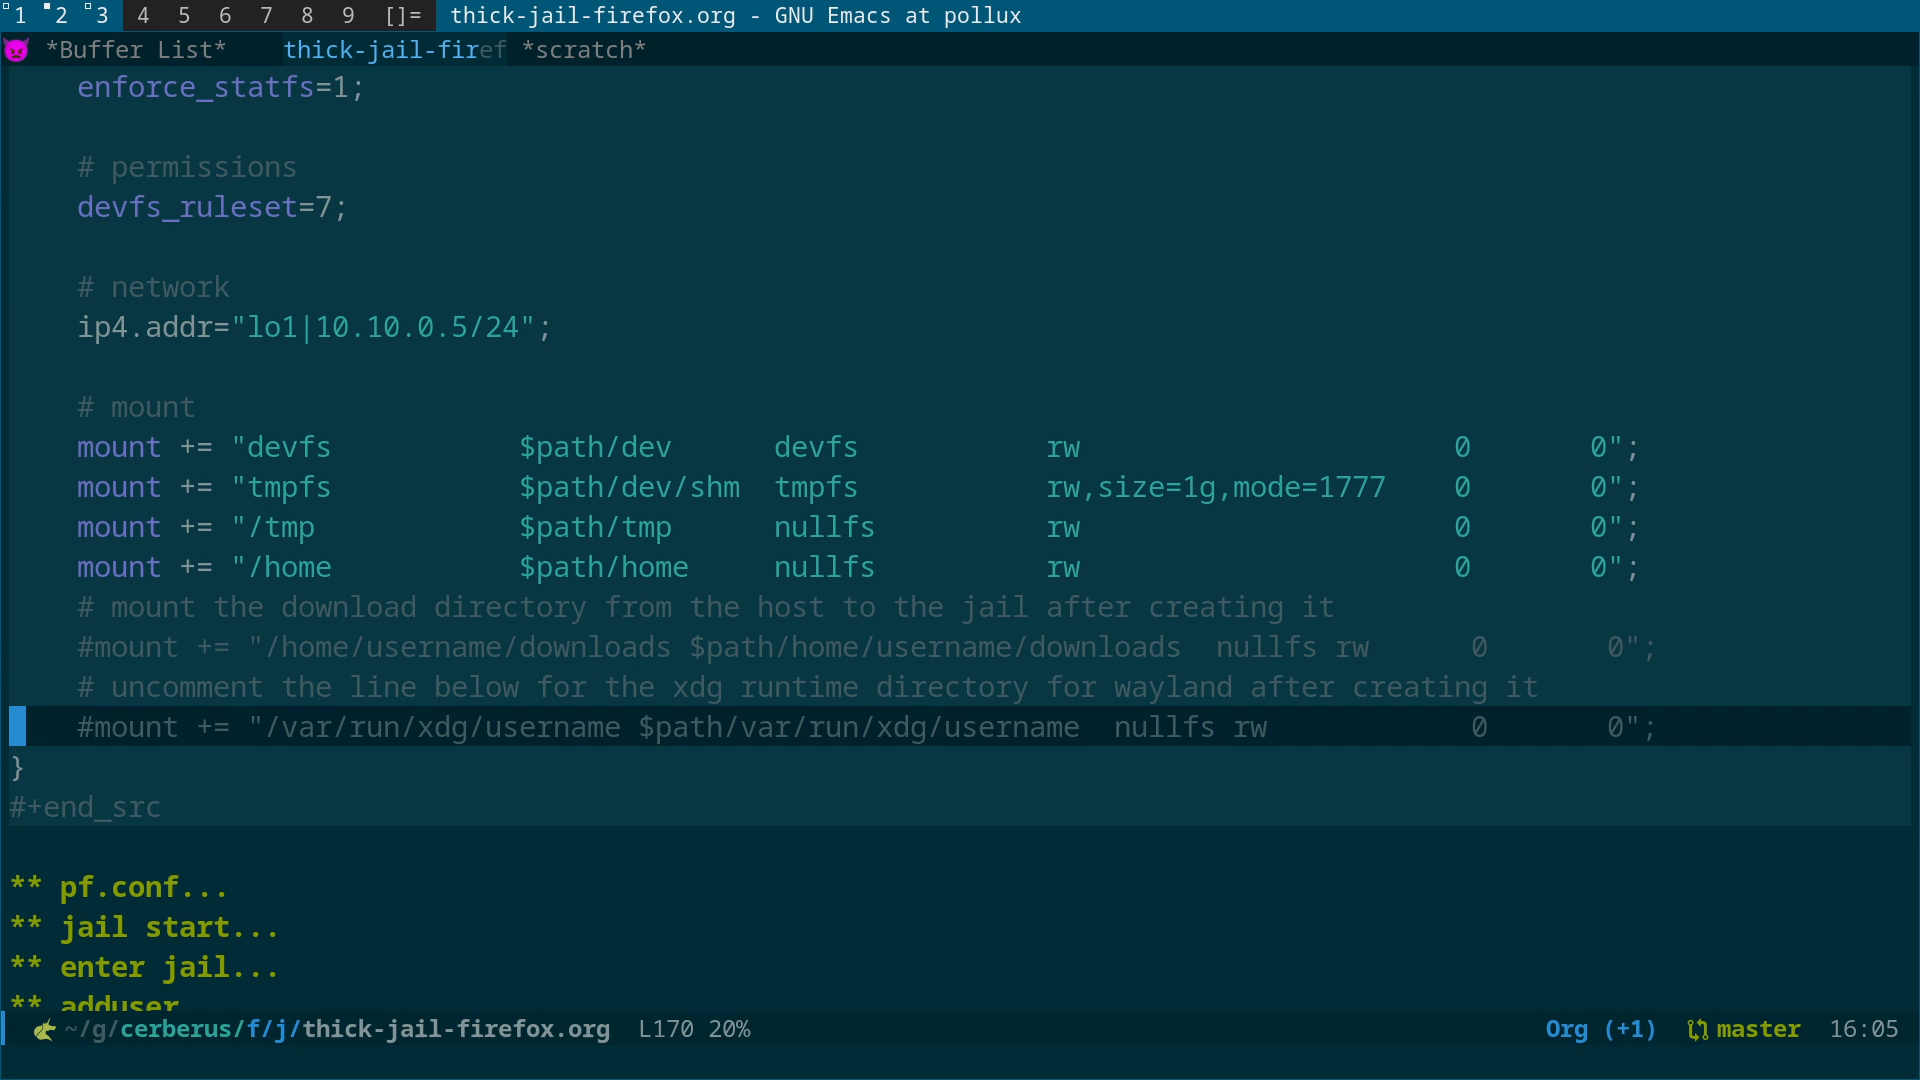 1 2 3 4 5 6 7 8 9 []= thick-jail-firefox.org - GNU Emacs at pollux
*Buffer List* thick-jail-firef *scratch*
enforce_statfs=1;
# permissions
devfs_ruleset=7;
# network
ip4.addr="lo1|10.10.0.5/24";
# mount
mount += "devfs $path/dev devfs rw 0 0";
mount += "tmpfs $path/dev/shm tmpfs rw,size=1g,mode=1777 0 0";
mount += "/tmp $path/tmp nullfs rw 0 0";
mount += "/home $path/home nullfs rw 0 0";
# mount the download directory from the host to the jail after creating it
#mount += "/home/username/downloads $path/home/username/downloads nullfs rw 0 0";
# uncomment the line below for the xdg runtime directory for wayland after creating it
#mount += "/var/run/xdg/username $path/var/run/xdg/username nullfs rw 0 0";
}
#+end_src
** pf.conf...
** jail start...
** enter jail...
** adduser
~/g/cerberus/f/j/thick-jail-firefox.org L170 20% Org (+1) master 16:05